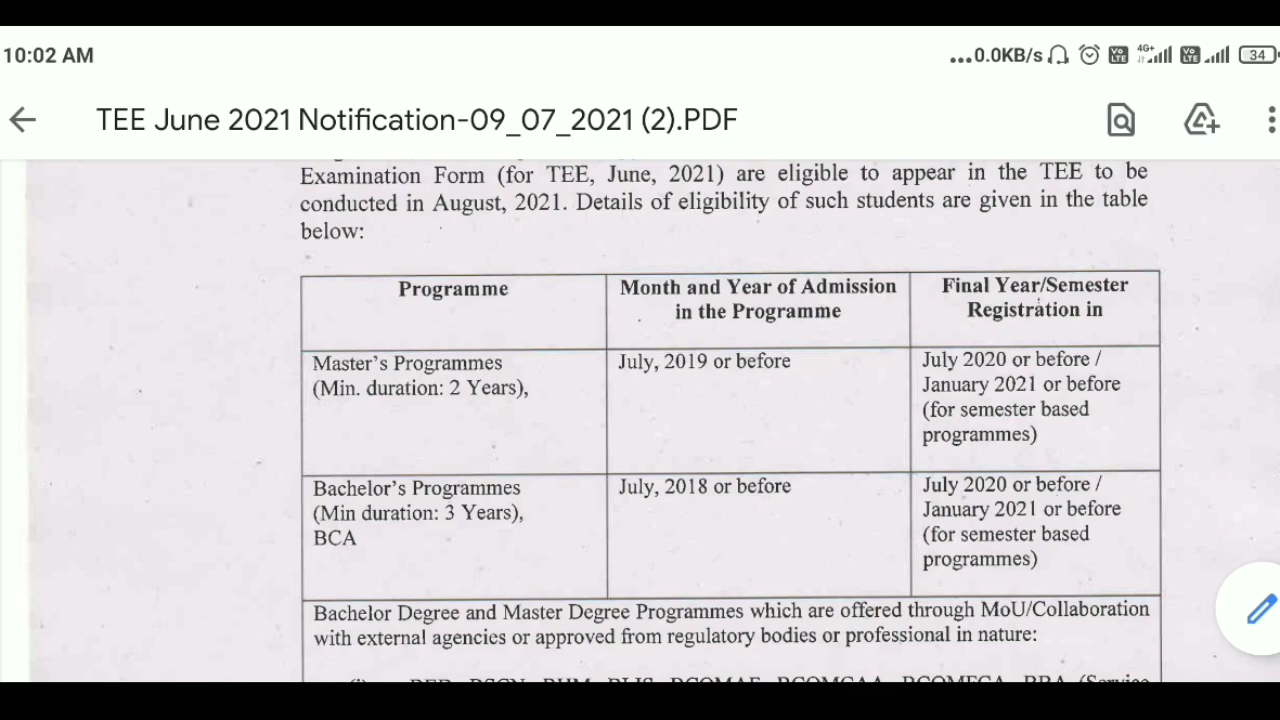 10:02 AM
...0.0KB/s
4G+
Vo
LTE
Vo
LTE
34
TEE June 2021 Notification-09_07_2021 (2).PDF
Examination Form (for TEE, June, 2021) are eligible to appear in the TEE to be
conducted in August, 2021. Details of eligibility of such students are given in the table
below:
Programme
Month and Year of Admission
in the Programme
Final Year/Semester
Registration in
Master's Programmes
(Min. duration: 2 Years),
July, 2019 or before
July 2020 or before /
January 2021 or before
(for semester based
programmes)
Bachelor's Programmes
(Min duration: 3 Years),
BCA
July, 2018 or before
July 2020 or before /
January 2021 or before
(for semester based
programmes)
Bachelor Degree and Master Degree Programmes which are offered through MoU/Collaboration
with external agencies or approved from regulatory bodies or professional in nature: